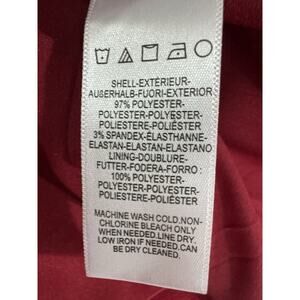 SHELL-EXTÉRIEUR-
AUßERHALB-FUORI-EXTERIOR
97% POLYESTER-
POLYESTER-POLYESTER-
POLIESTERE-POLIÉSTER
3% SPANDEX-ÉLASTHANNE-
ELASTAN-ELASTAN-ELASTANO
LINING-DOUBLURE-
FUTTER-FODERA-FORRO:
100% POLYESTER-
POLYESTER-POLYESTER-
POLIESTERE-POLIÉSTER
MACHINE WASH COLD.NON-
CHLORINE BLEACH ONLY
WHEN NEEDED.LINE DRY.
LOW IRON IF NEEDED.CAN
BE DRY CLEANED.